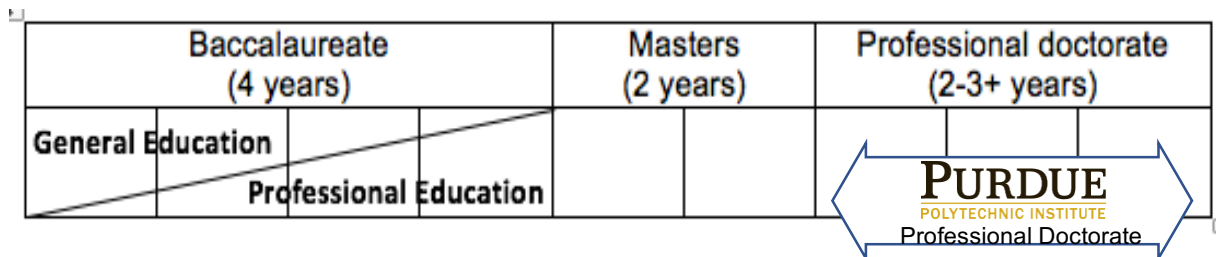 Baccalaureate
(4 years)
Masters
(2 years)
Professional doctorate
(2-3+ years)
General Education
Professional Education
PURDUE
POLYTECHNIC INSTITUTE
Professional Doctorate